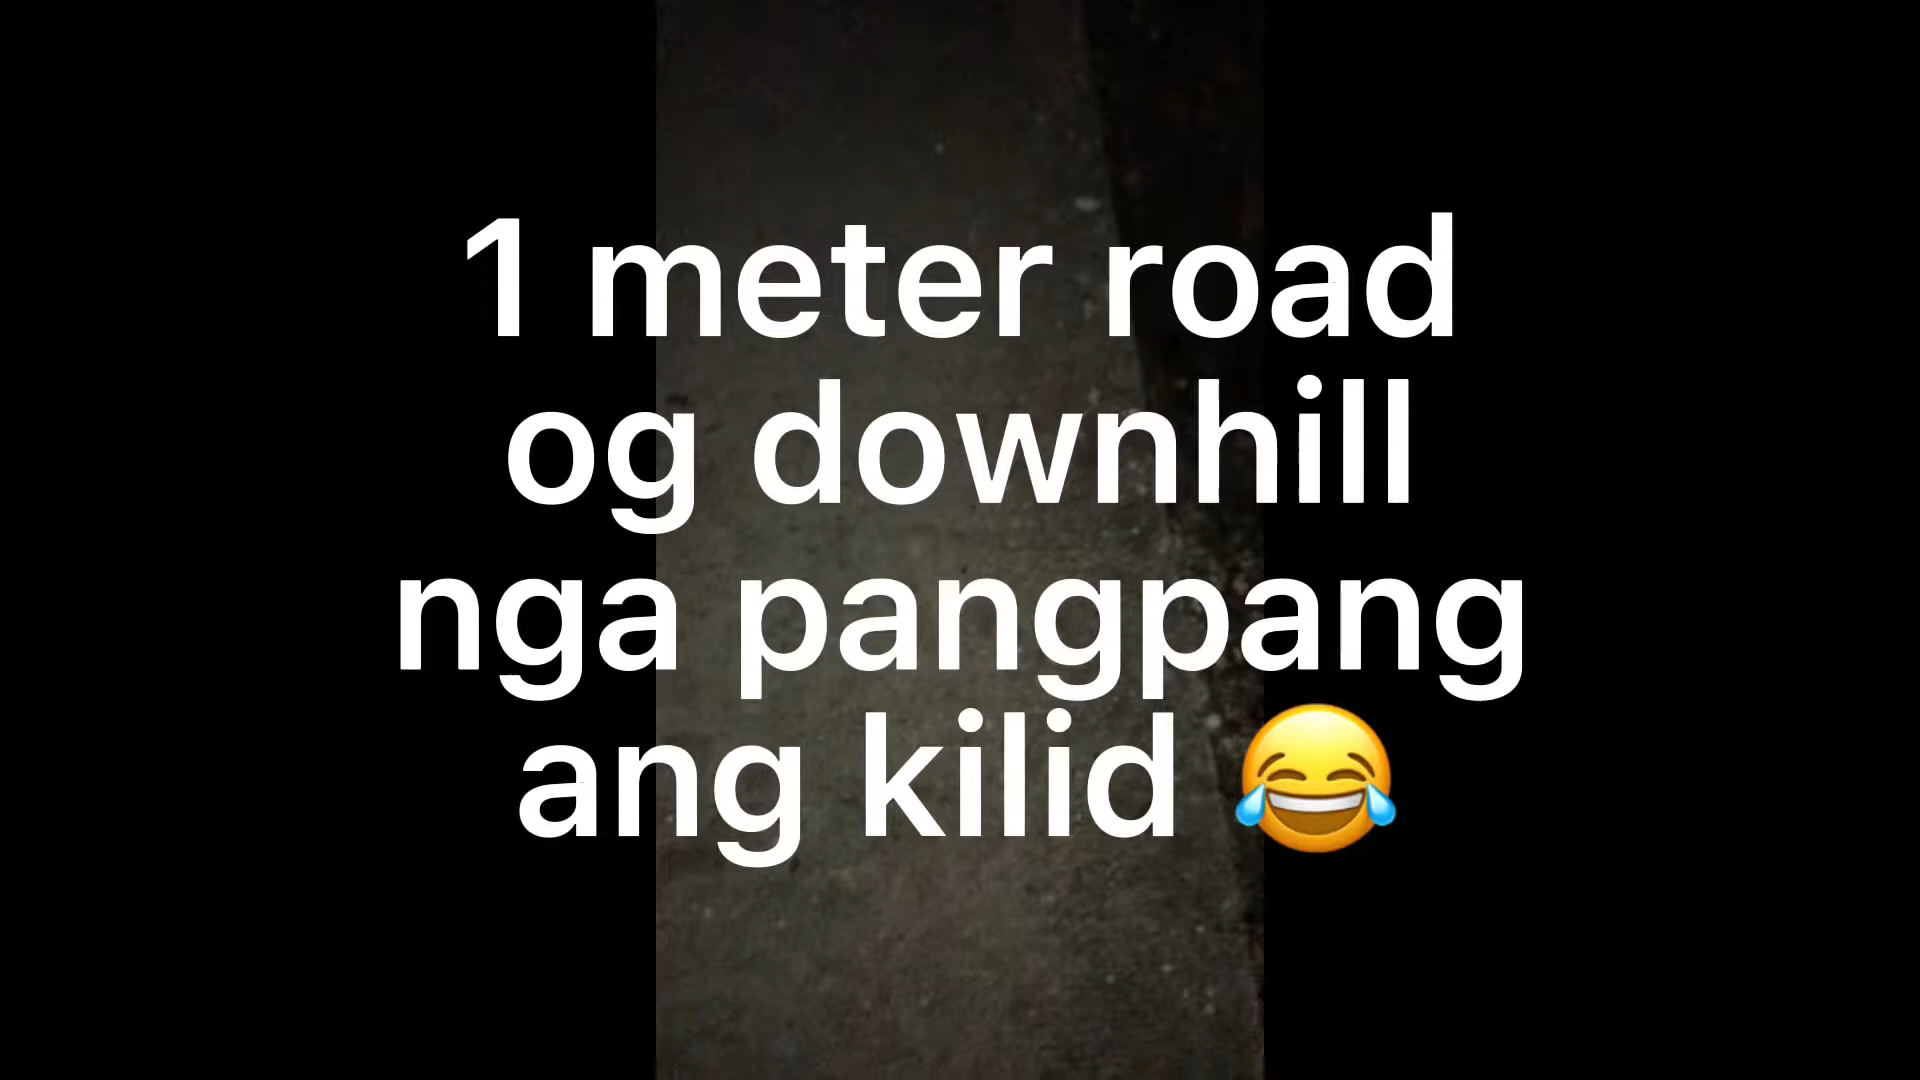 1 meter road
og downhill
nga pangpang
ang kilid 😂